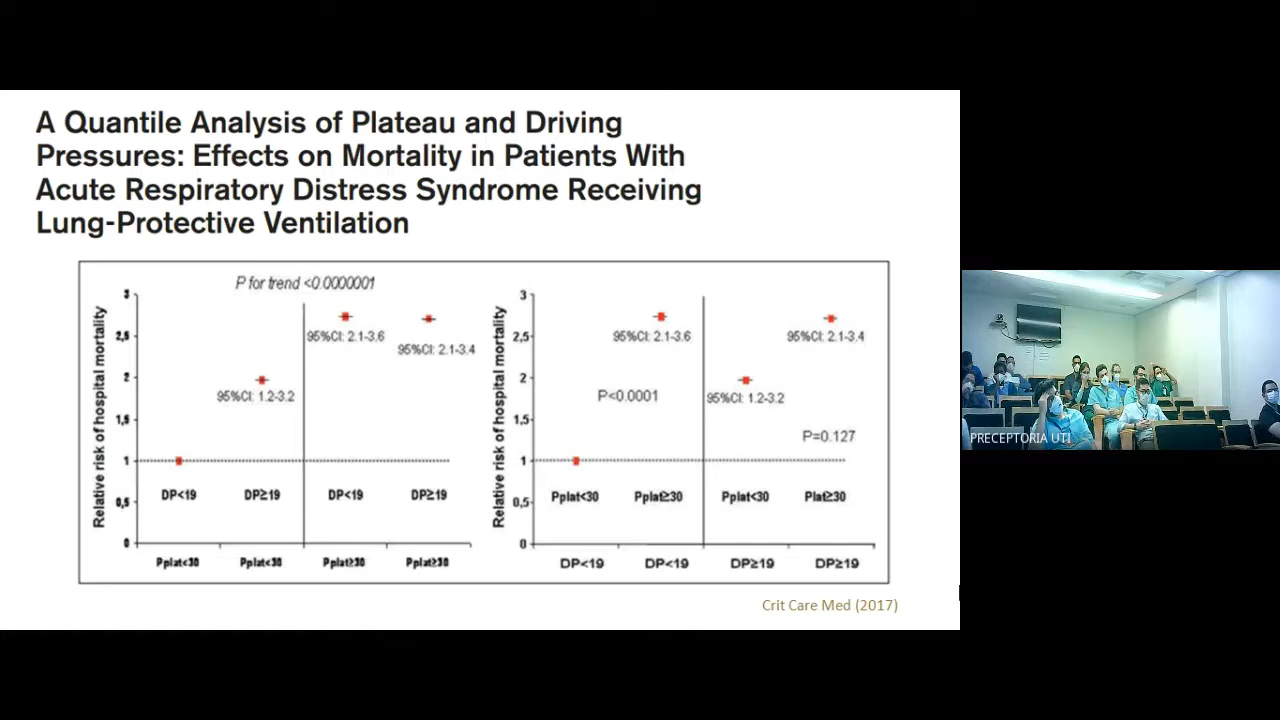 A Quantile Analysis of Plateau and Driving
Pressures: Effects on Mortality in Patients With
Acute Respiratory Distress Syndrome Receiving
Lung-Protective Ventilation
P for trend <0.0000001
Relative risk of hospital mortality
3
2,5
2
1,5
1
0,5
0
95%CI: 1.2-3.2
95%CI: 2.1-3.6
95%CI: 2.1-3.4
DP<19 DP≥19 DP<19 DP≥19
Pplat<30 Pplat<30 Pplat≥30 Pplat≥30
Relative risk of hospital mortality
3
2,5
2
1,5
1
0,5
0
95%CI: 2.1-3.6
P<0.0001
95%CI: 1.2-3.2
95%CI: 2.1-3.4
P=0.127
Pplat<30 Pplat≥30 Pplat<30 Plat≥30
DP<19 DP<19 DP≥19 DP≥19
Crit Care Med (2017)
PRECEPTORIA UTI